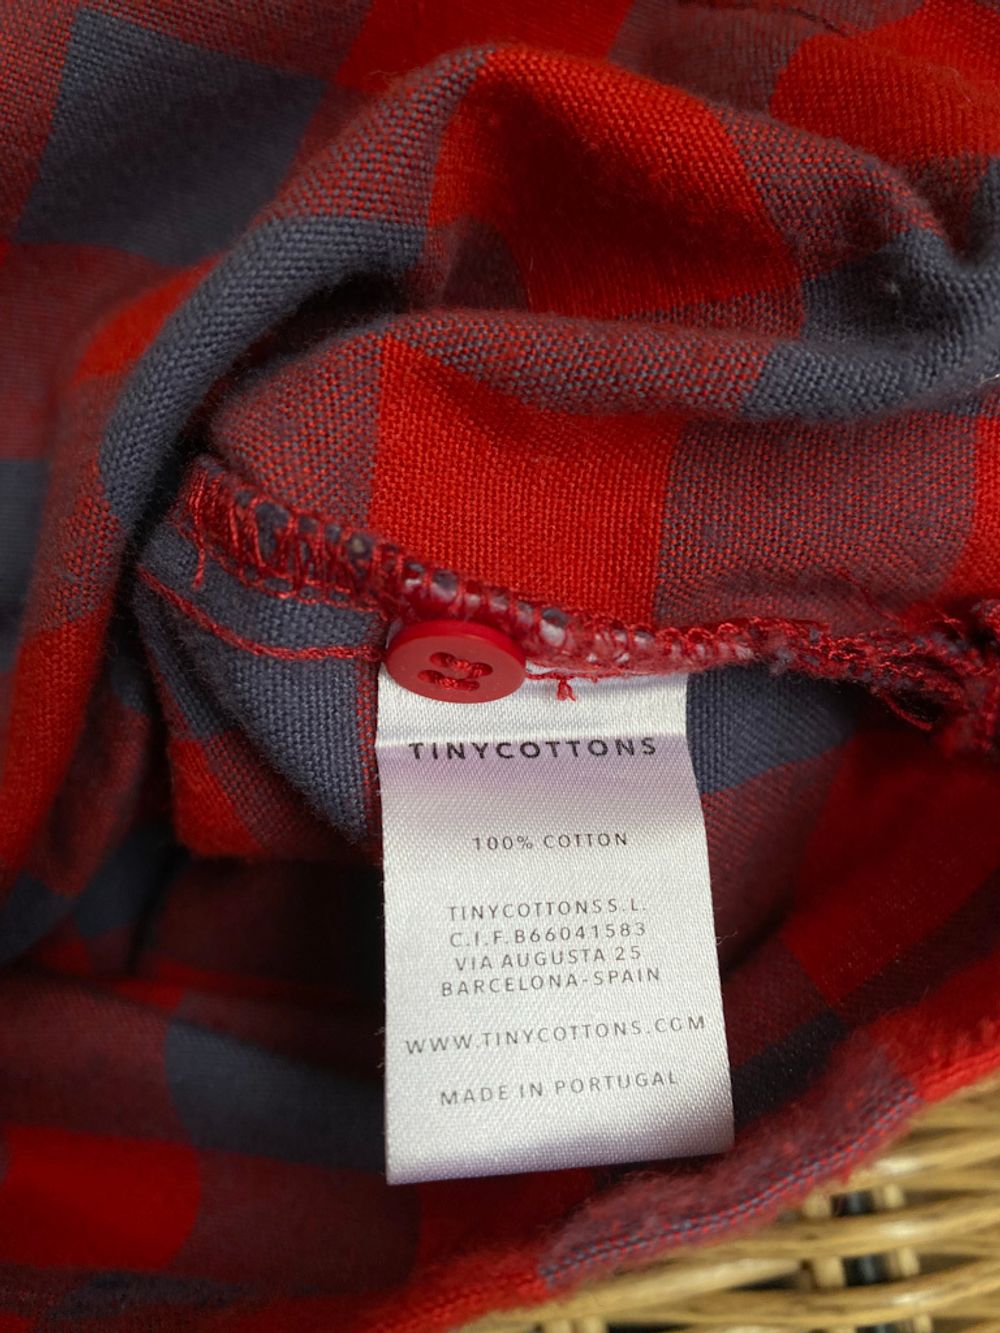 TINYCOTTONS
100% COTTON
TINYCOTTONS S.L.
C.I.F. B66041583
VIA AUGUSTA 25
BARCELONA-SPAIN
WWW.TINYCOTTONS.COM
MADE IN PORTUGAL